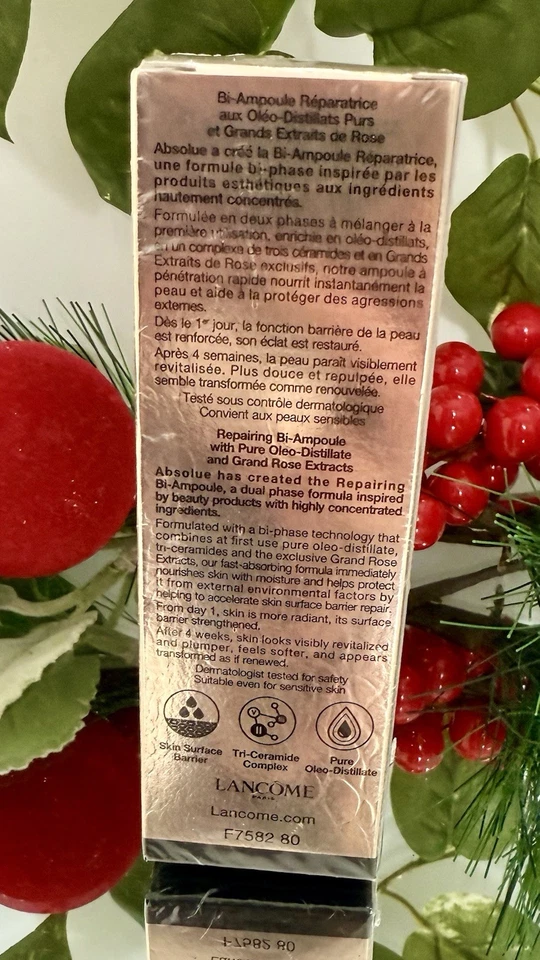 Bi-Ampoule Réparatrice
aux Oléo-Distillats Purs
et Grands Extraits de Rose
Absolue a créé la Bi-Ampoule Réparatrice,
une formule bi-phase inspirée par les
produits esthétiques aux ingrédients
hautement concentrés.
Formulée en deux phases à mélanger à la
première utilisation, enrichie en oléo-distillats,
en un complexe de trois céramides et en Grands
Extraits de Rose exclusifs, notre ampoule à
pénétration rapide nourrit instantanément la
peau et aide à la protéger des agressions
externes.
Dès le 1er jour, la fonction barrière de la peau
est renforcée, son éclat est restauré.
Après 4 semaines, la peau paraît visiblement
revitalisée. Plus douce et repulpée, elle
semble transformée comme renouvelée.
Testé sous contrôle dermatologique
Convient aux peaux sensibles
Repairing Bi-Ampoule
with Pure Oleo-Distillate
and Grand Rose Extracts
Absolue has created the Repairing
Bi-Ampoule, a dual phase formula inspired
by beauty products with highly concentrated
ingredients.
Formulated with a bi-phase technology that
combines at first use pure oleo-distillate,
tri-ceramides and the exclusive Grand Rose
Extracts, our fast-absorbing formula immediately
nourishes skin with moisture and helps protect
it from external environmental factors by
helping to accelerate skin surface barrier repair.
From day 1, skin is more radiant, its surface
barrier strengthened.
After 4 weeks, skin looks visibly revitalized
and plumper, feels softer, and appears
transformed as if renewed.
Dermatologist tested for safety
Suitable even for sensitive skin
Skin Surface
Barrier
Tri-Ceramide
Complex
Pure
Oleo-Distillate
LANCÔME
PARIS
Lancome.com
F7582 80